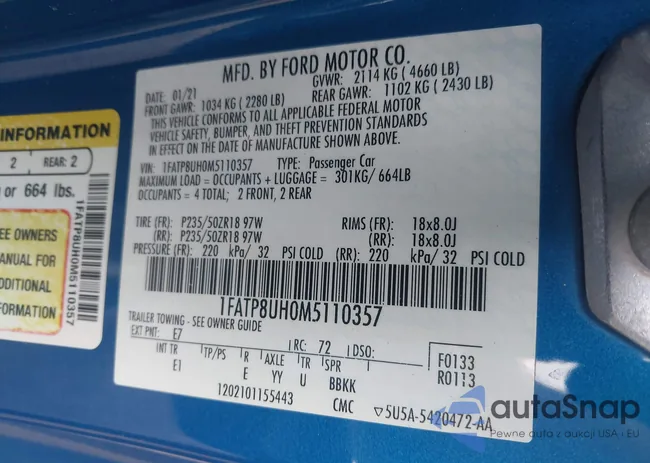 MFD. BY FORD MOTOR CO.
DATE: 01/21 GVWR: 2114 KG ( 4660 LB)
FRONT GAWR: 1034 KG ( 2280 LB) REAR GAWR: 1102 KG ( 2430 LB)
THIS VEHICLE CONFORMS TO ALL APPLICABLE FEDERAL MOTOR
VEHICLE SAFETY, BUMPER, AND THEFT PREVENTION STANDARDS
IN EFFECT ON THE DATE OF MANUFACTURE SHOWN ABOVE.
VIN: 1FATP8UH0M5110357 TYPE: Passenger Car
MAXIMUM LOAD = OCCUPANTS + LUGGAGE = 301KG/ 664LB
OCCUPANTS = 4 TOTAL; 2 FRONT, 2 REAR
TIRE (FR): P235/50ZR18 97W RIMS (FR): 18x8.0J
(RR): P235/50ZR18 97W (RR): 18x8.0J
PRESSURE (FR): 220 kPa/ 32 PSI COLD (RR): 220 kPa/ 32 PSI COLD
1FATP8UH0M5110357
TRAILER TOWING - SEE OWNER GUIDE
EXT PNT: E7 RC: 72 DSO: F0133
INT TR TP/PS R AXLE TR SPR R0113
EI E YY U BBKK
1202101155443 CMC ▽5U5A-5420472-AA
INFORMATION
2 REAR: 2
or 664 lbs.
EE OWNERS
ANUAL FOR
DITIONAL
ORMATION
1FATP8UH0M5110357
autoSnap
Pewne auta z aukcji USA i EU